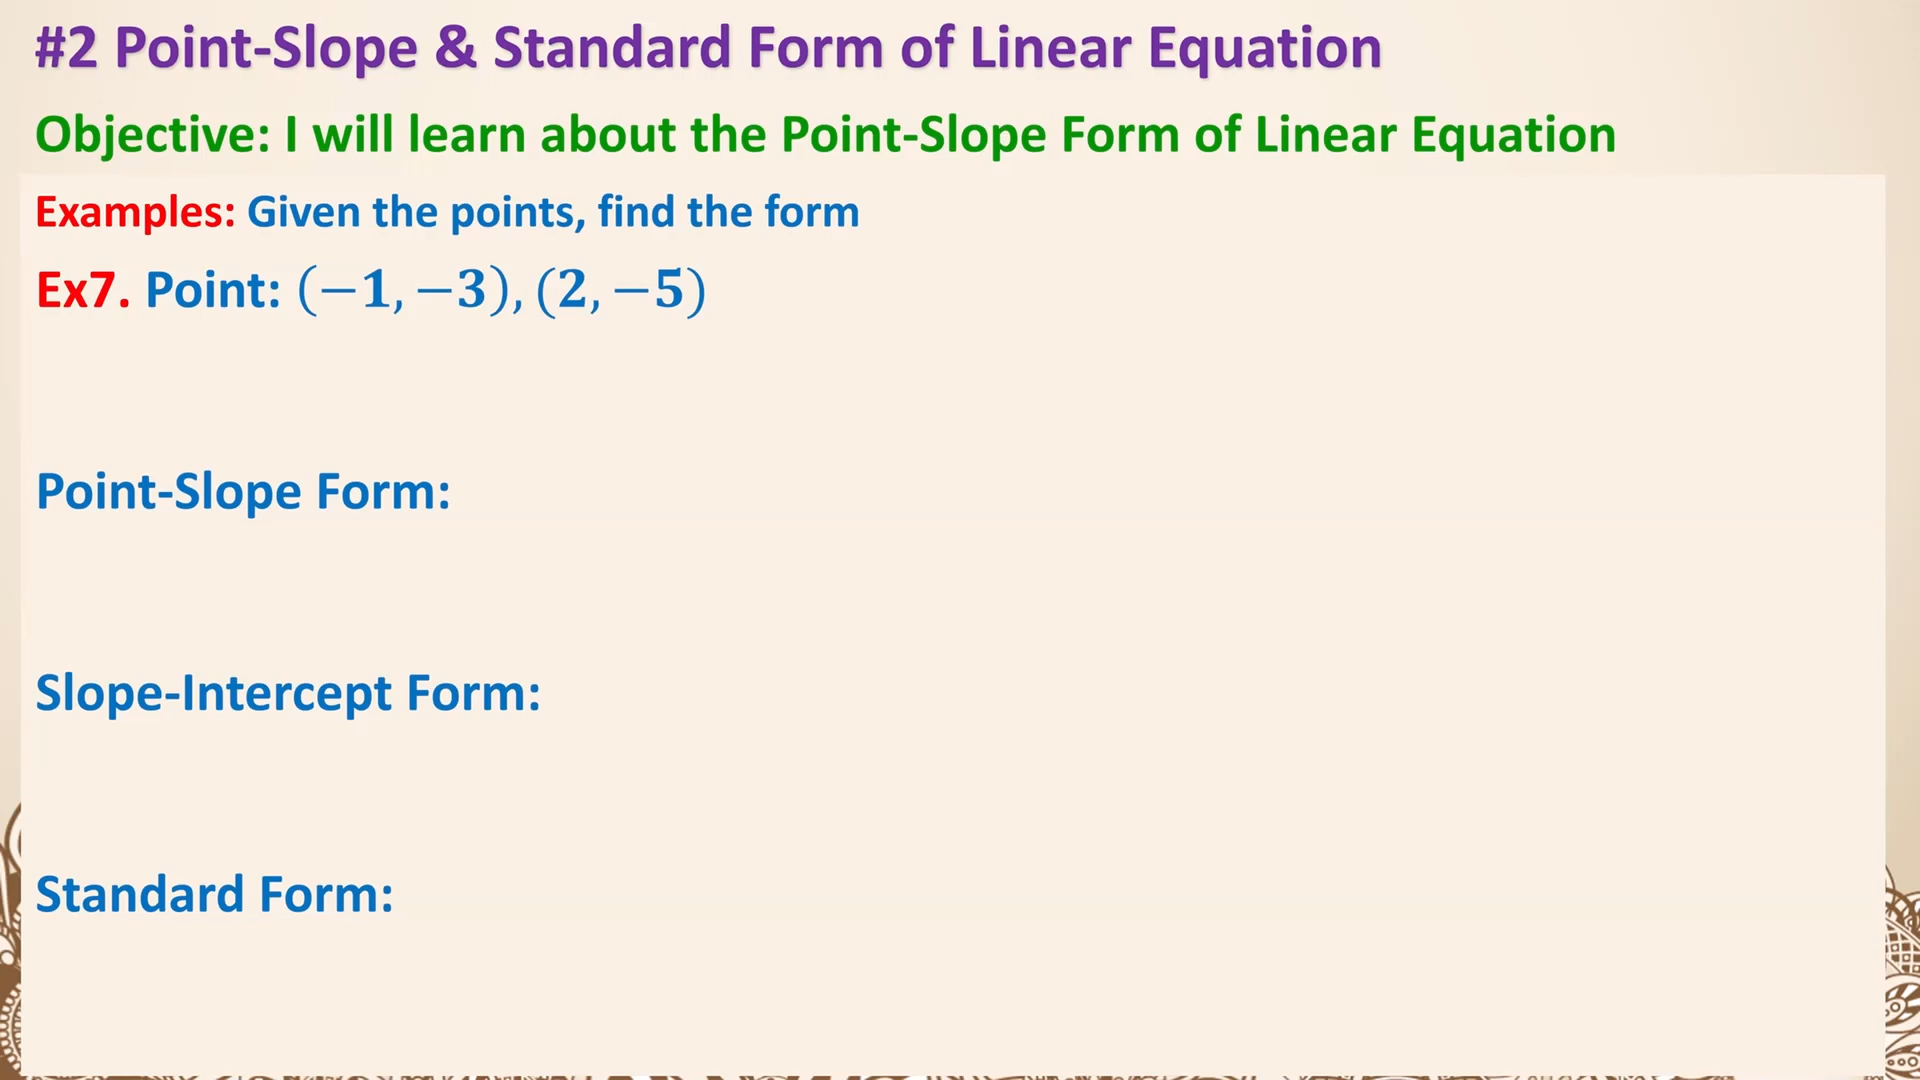 #2 Point-Slope & Standard Form of Linear Equation
Objective: I will learn about the Point-Slope Form of Linear Equation
Examples: Given the points, find the form
Ex7. Point: (−1, −3), (2, −5)
Point-Slope Form:
Slope-Intercept Form:
Standard Form: